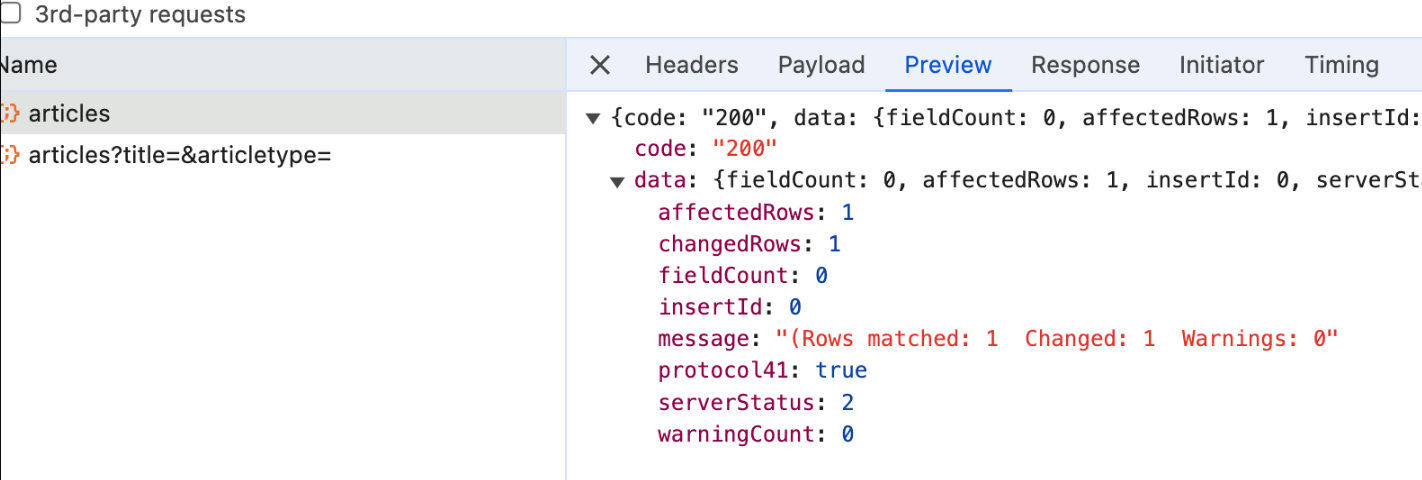 3rd-party requests
Name
Headers Payload Preview Response Initiator Timing
articles
articles?title=&articletype=
{code: "200", data: {fieldCount: 0, affectedRows: 1, insertId:
code: "200"
data: {fieldCount: 0, affectedRows: 1, insertId: 0, serverSt
affectedRows: 1
changedRows: 1
fieldCount: 0
insertId: 0
message: "(Rows matched: 1  Changed: 1  Warnings: 0"
protocol41: true
serverStatus: 2
warningCount: 0